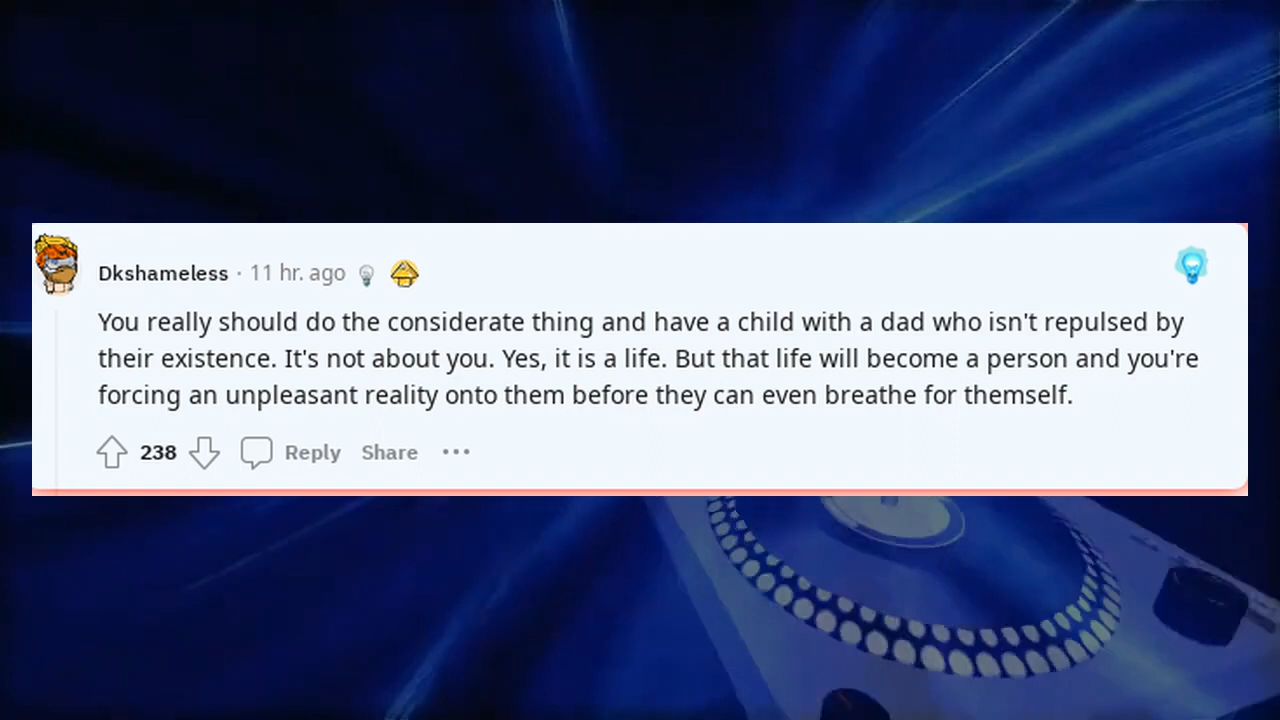 Dkshameless · 11 hr. ago
You really should do the considerate thing and have a child with a dad who isn't repulsed by
their existence. It's not about you. Yes, it is a life. But that life will become a person and you're
forcing an unpleasant reality onto them before they can even breathe for themself.
238 Reply Share ···